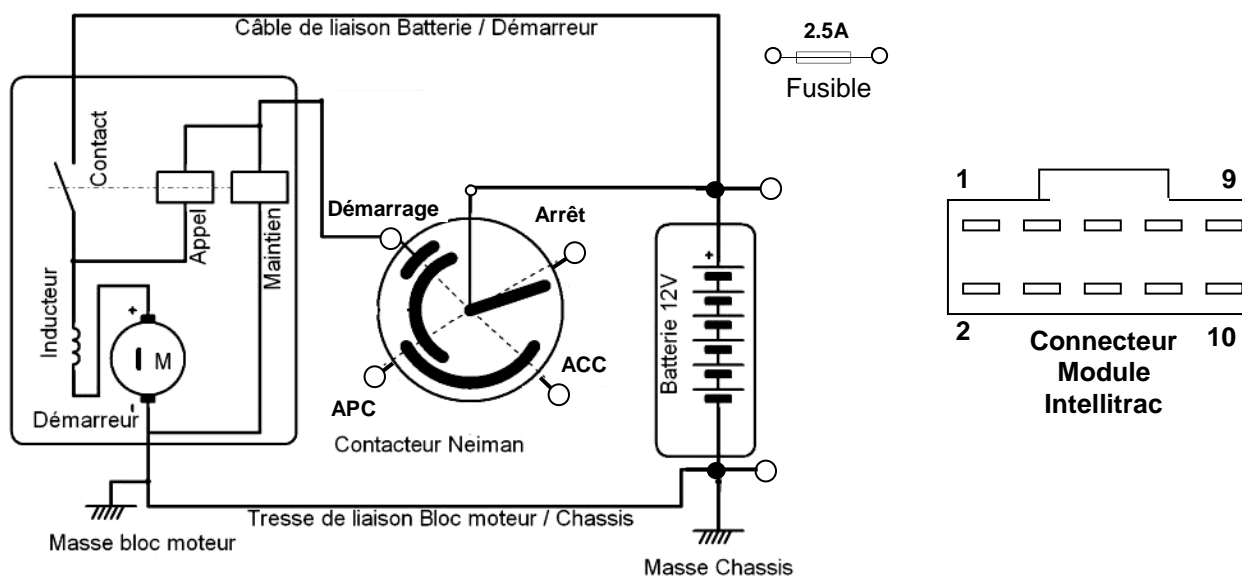 Câble de liaison Batterie / Démarreur
2.5A
Fusible
Contact
Appel
Maintien
Démarrage
Arrêt
1
9
Inducteur
+
M
-
Démarreur
APC
ACC
Contacteur Neiman
+
Batterie 12V
2
10
Connecteur
Module
Intellitrac
Tresse de liaison Bloc moteur / Chassis
Masse bloc moteur
Masse Chassis